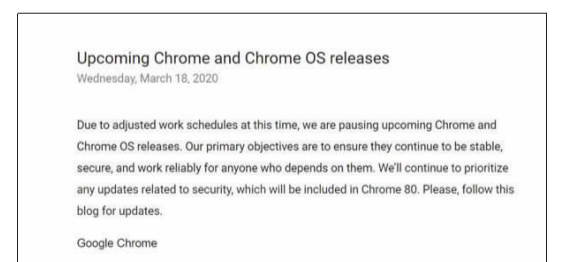 Upcoming Chrome and Chrome OS releases
Wednesday, March 18, 2020
Due to adjusted work schedules at this time, we are pausing upcoming Chrome and
Chrome OS releases. Our primary objectives are to ensure they continue to be stable,
secure, and work reliably for anyone who depends on them. We'll continue to prioritize
any updates related to security, which will be included in Chrome 80. Please, follow this
blog for updates.
Google Chrome